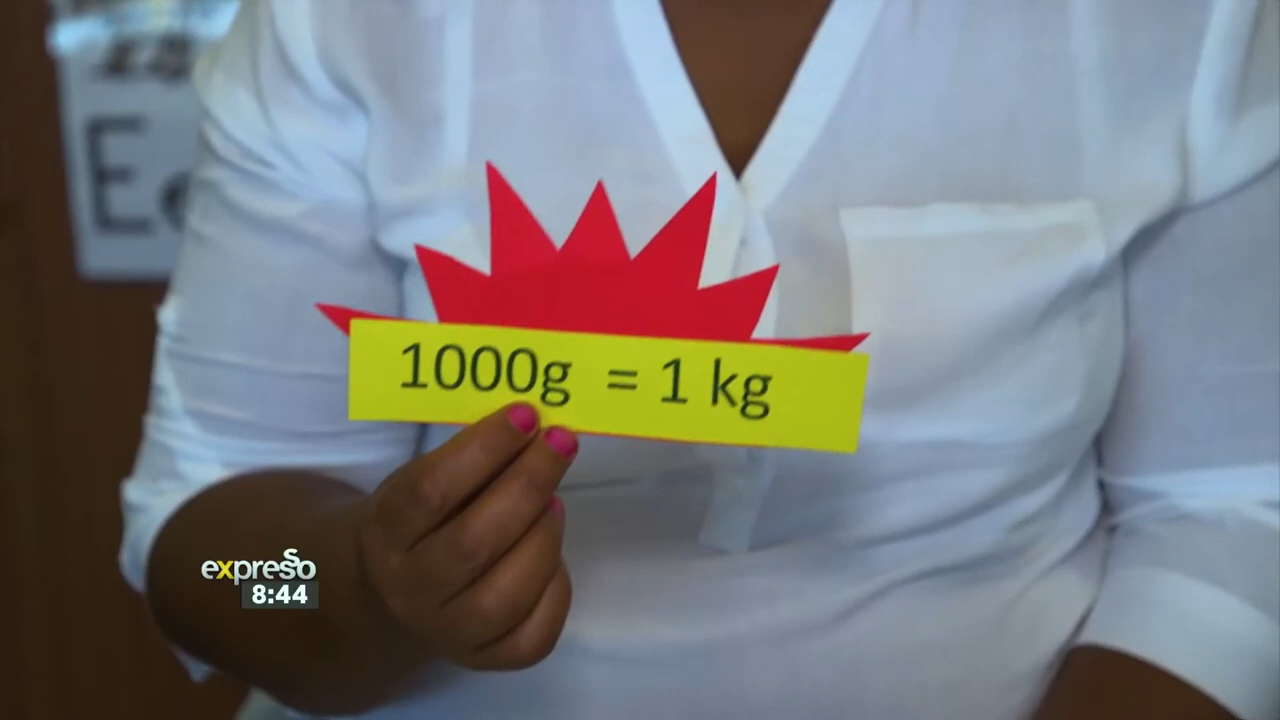 1000g = 1 kg
expresso
8:44